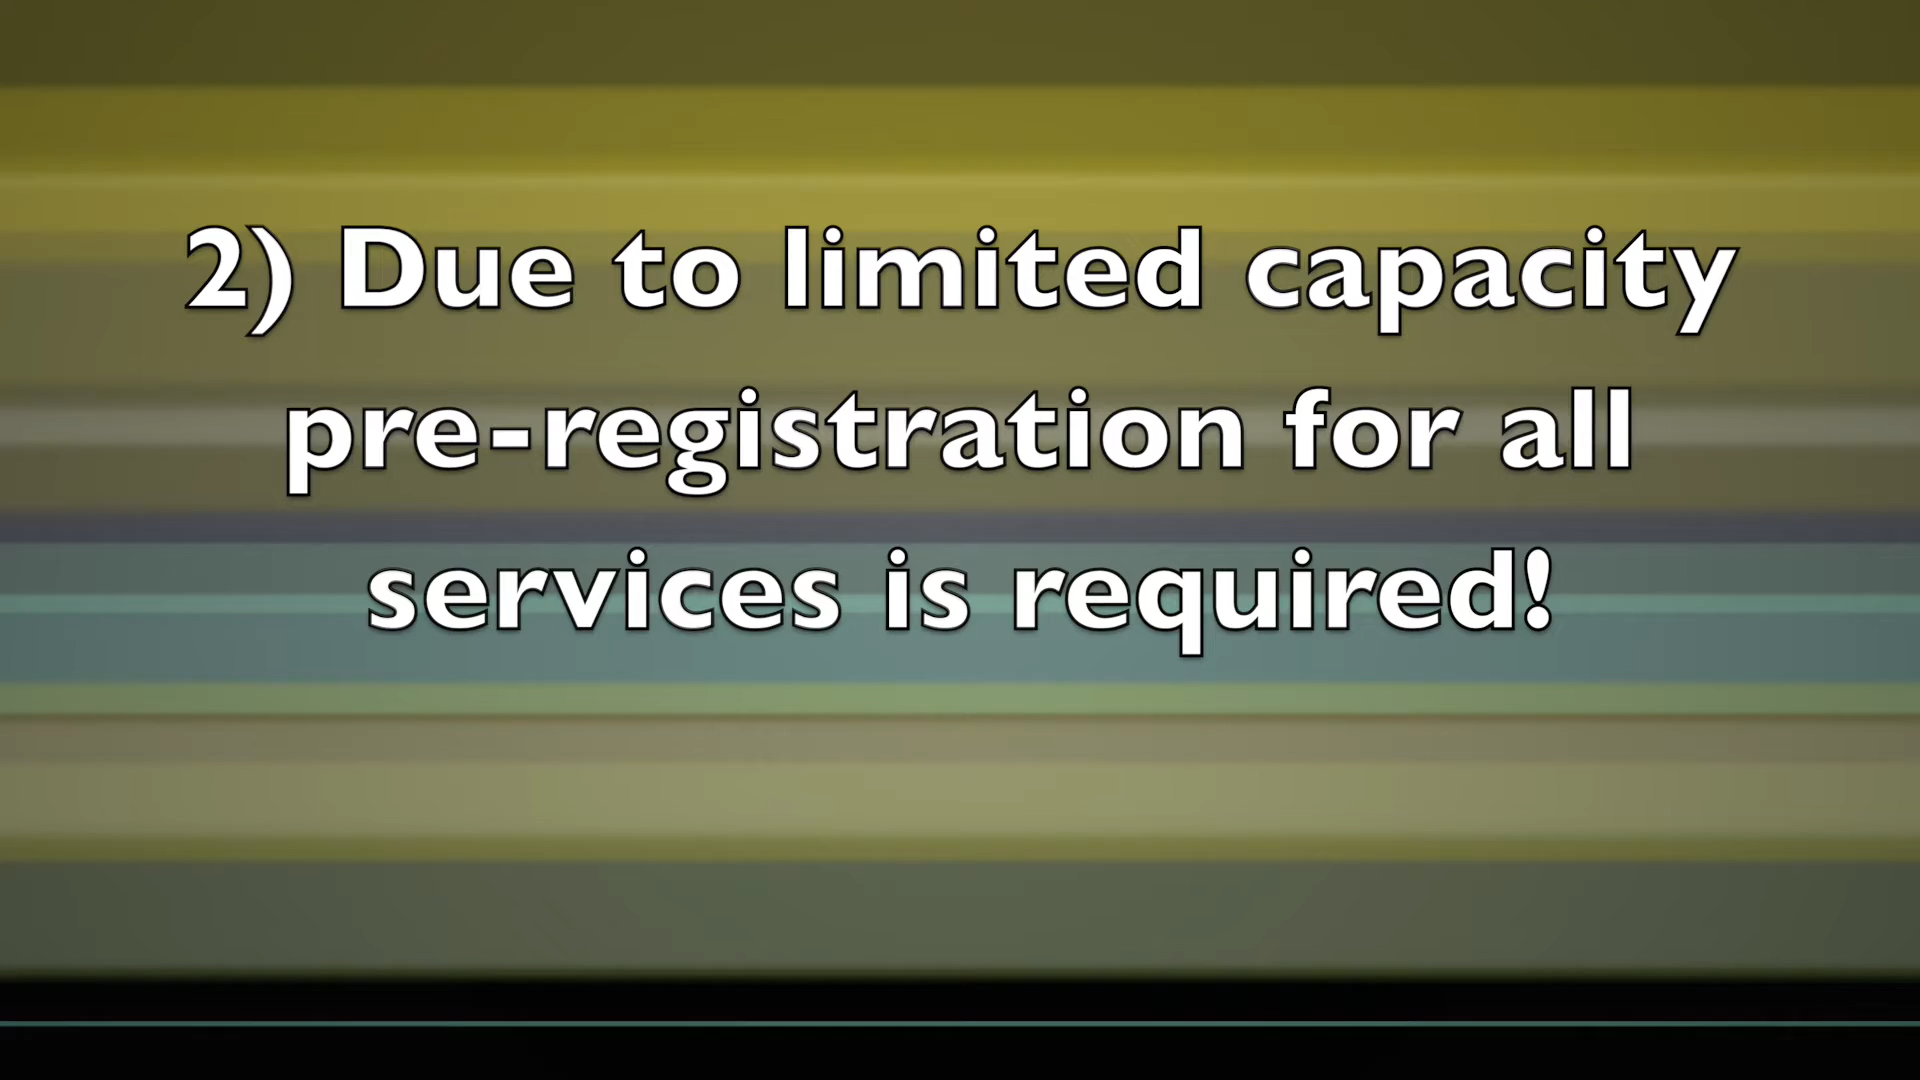 2) Due to limited capacity
pre-registration for all
services is required!